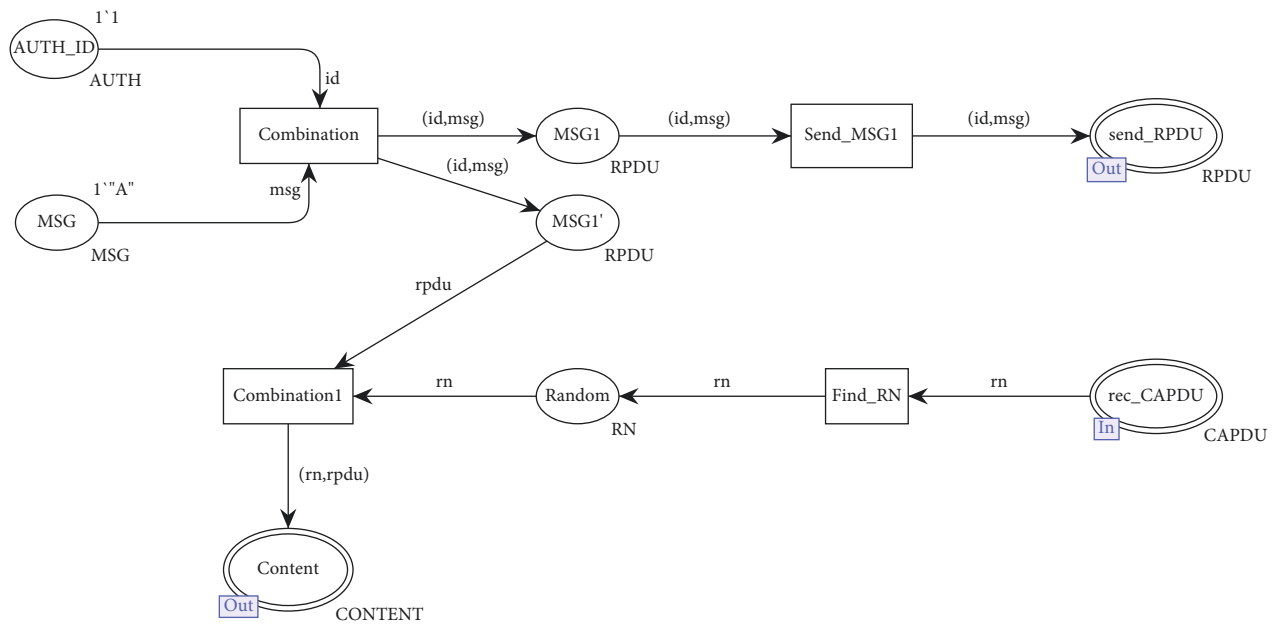 1`1
AUTH_ID
AUTH
id
Combination
(id,msg)
MSG1
RPDU
(id,msg)
Send_MSG1
(id,msg)
send_RPDU
Out
RPDU
(id,msg)
1`"A"
msg
MSG
MSG
MSG1'
RPDU
rpdu
Combination1
rn
Random
RN
rn
Find_RN
rn
rec_CAPDU
In
CAPDU
(rn,rpdu)
Content
Out
CONTENT